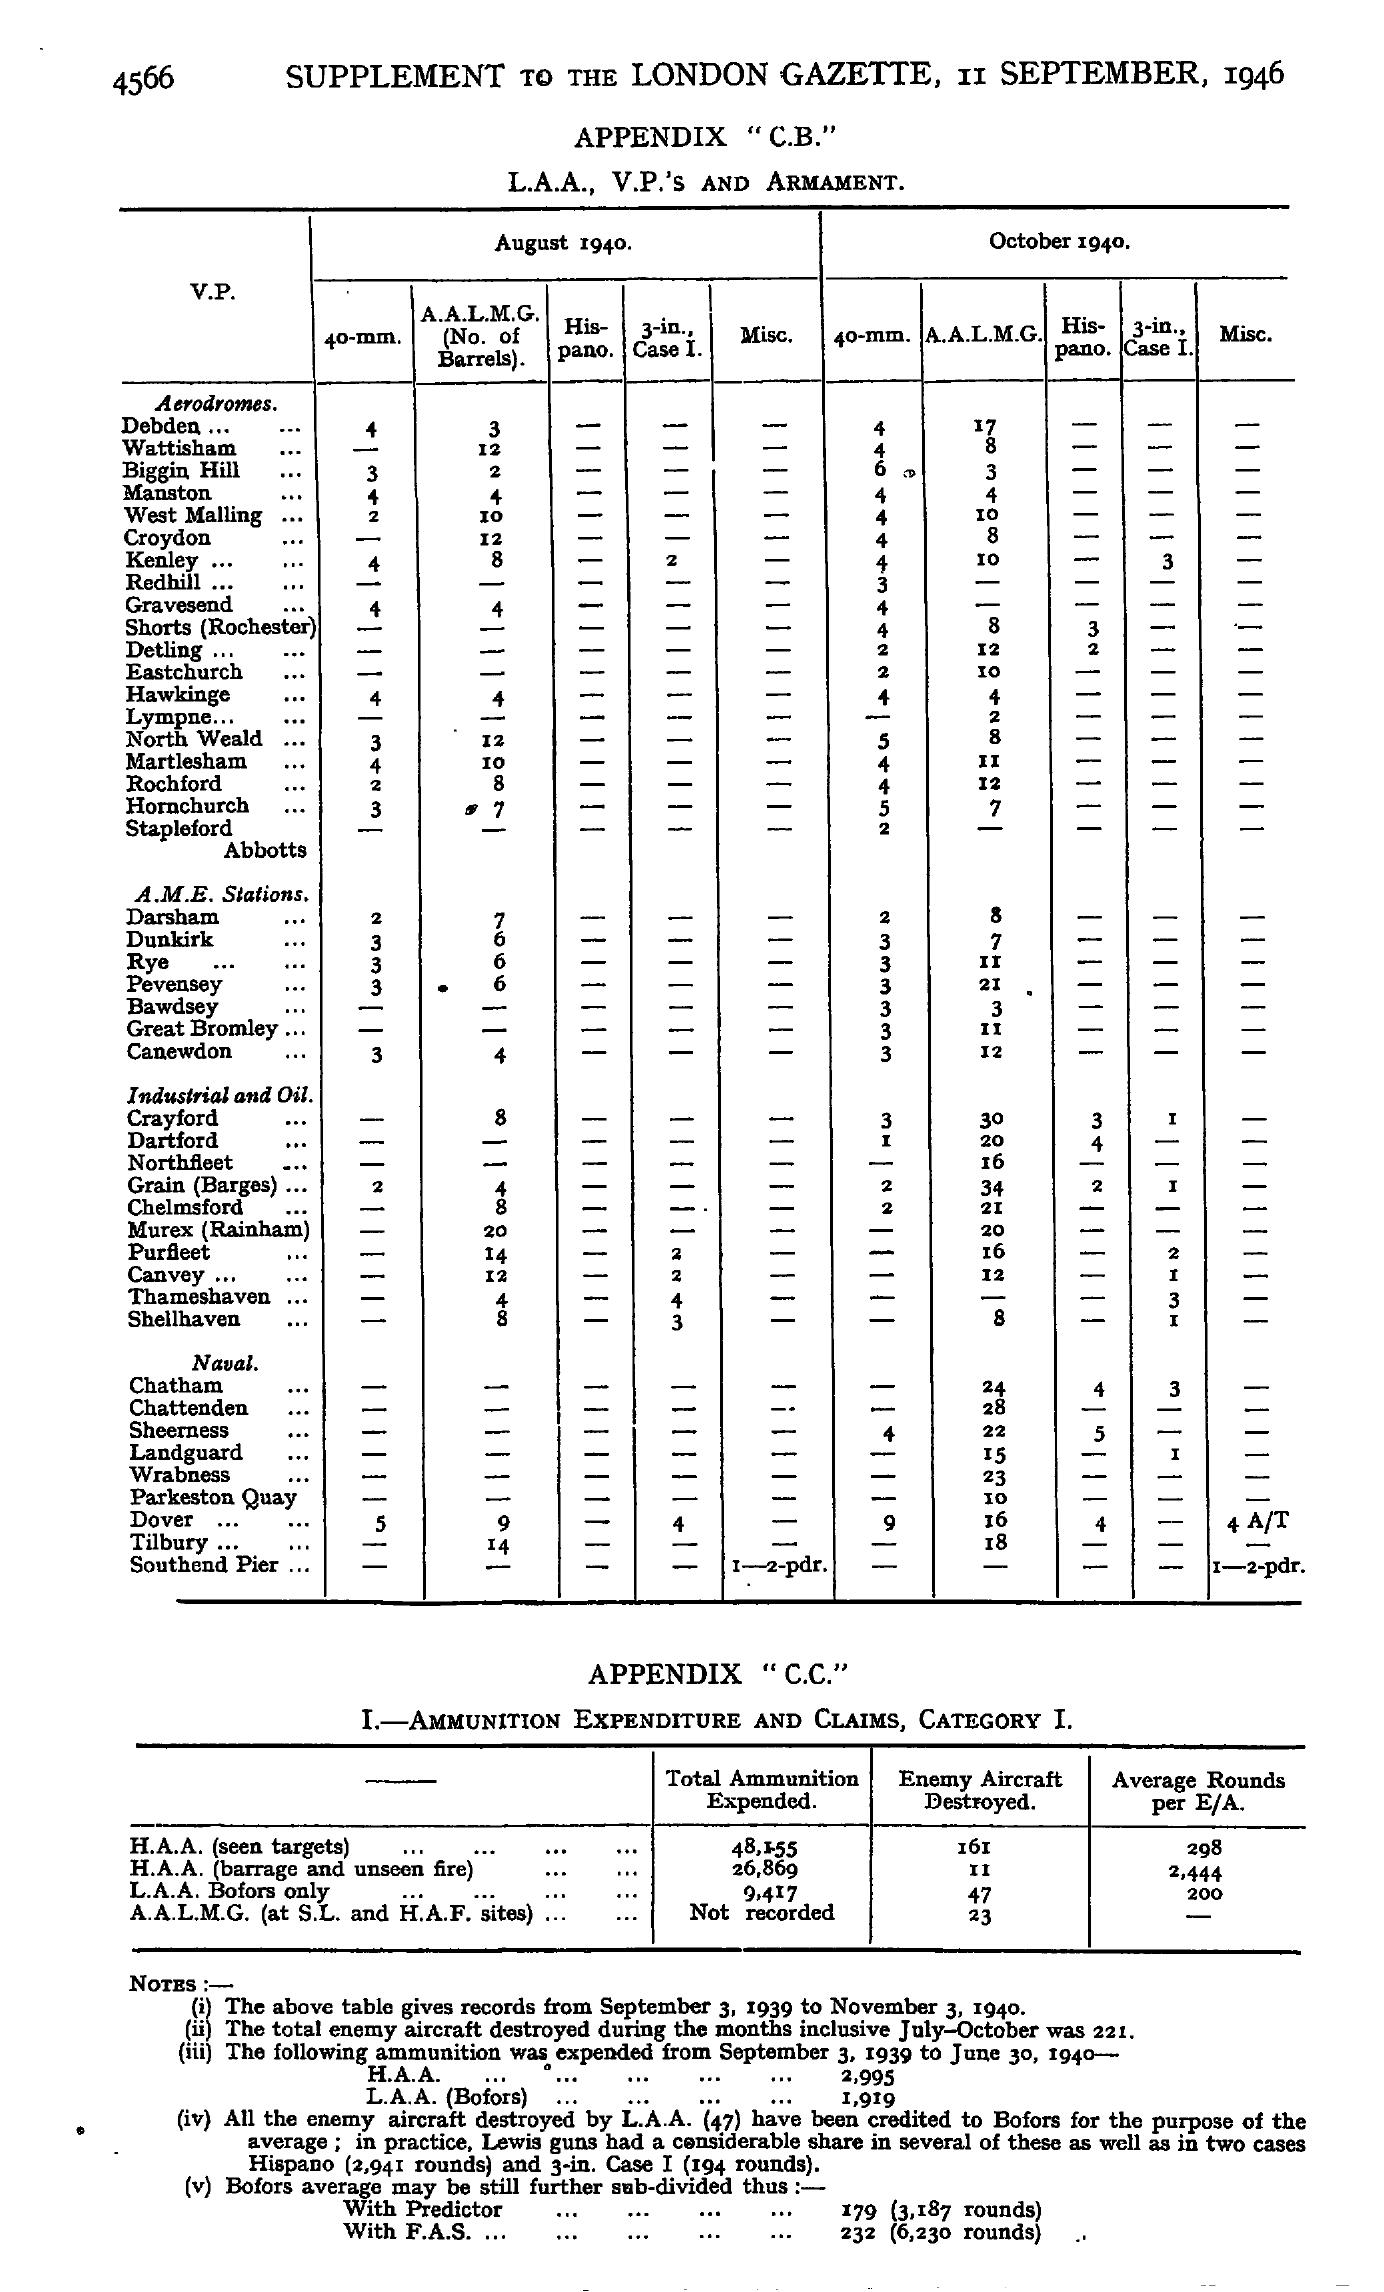 4566 SUPPLEMENT TO THE LONDON GAZETTE, 11 SEPTEMBER, 1946
APPENDIX "C.B."
L.A.A., V.P.'s AND ARMAMENT.
V.P. August 1940. October 1940.
40-mm. A.A.L.M.G. (No. of Barrels). His-pano. 3-in., Case I. Misc. 40-mm. A.A.L.M.G. His-pano. 3-in., Case I. Misc.
Aerodromes.
Debden ... ... 4 3 — — — 4 17 — — —
Wattisham ... — 12 — — — 4 8 — — —
Biggin Hill ... 3 2 — — — 6 3 — — —
Manston ... 4 4 — — — 4 4 — — —
West Malling ... 2 10 — — — 4 10 — — —
Croydon ... — 12 — — — 4 8 — — —
Kenley ... ... 4 8 — 2 — 4 10 — 3 —
Redhill ... ... — — — — — 3 — — — —
Gravesend ... 4 4 — — — 4 — — — —
Shorts (Rochester) — — — — — 4 8 3 — —
Detling ... ... — — — — — 2 12 2 — —
Eastchurch ... — — — — — 2 10 — — —
Hawkinge ... 4 4 — — — 4 4 — — —
Lympne... ... — — — — — — 2 — — —
North Weald ... 3 12 — — — 5 8 — — —
Martlesham ... 4 10 — — — 4 11 — — —
Rochford ... 2 8 — — — 4 12 — — —
Hornchurch ... 3 7 — — — 5 7 — — —
Stapleford — — — — — 2 — — — —
Abbotts
A.M.E. Stations.
Darsham ... 2 7 — — — 2 8 — — —
Dunkirk ... 3 6 — — — 3 7 — — —
Rye ... ... 3 6 — — — 3 11 — — —
Pevensey ... 3 6 — — — 3 21 — — —
Bawdsey ... — — — — — 3 3 — — —
Great Bromley ... — — — — — 3 11 — — —
Canewdon ... 3 4 — — — 3 12 — — —
Industrial and Oil.
Crayford ... — 8 — — — 3 30 3 1 —
Dartford ... — — — — — 1 20 4 — —
Northfleet ... — — — — — — 16 — — —
Grain (Barges) ... 2 4 — — — 2 34 2 1 —
Chelmsford ... — 8 — — — 2 21 — — —
Murex (Rainham) — 20 — — — — 20 — — —
Purfleet ... — 14 — 2 — — 16 — 2 —
Canvey ... ... — 12 — 2 — — 12 — 1 —
Thameshaven ... — 4 — 4 — — — — 3 —
Shellhaven ... — 8 — 3 — — 8 — 1 —
Naval.
Chatham ... — — — — — — 24 4 3 —
Chattenden ... — — — — — — 28 — — —
Sheerness ... — — — — — 4 22 5 — —
Landguard ... — — — — — — 15 — 1 —
Wrabness ... — — — — — — 23 — — —
Parkeston Quay — — — — — — 10 — — —
Dover ... ... 5 9 — 4 — 9 16 4 — 4 A/T
Tilbury ... ... — 14 — — — — 18 — — —
Southend Pier ... — — — — 1—2-pdr. — — — — 1—2-pdr.
APPENDIX "C.C."
I.—AMMUNITION EXPENDITURE AND CLAIMS, CATEGORY I.
— Total Ammunition Expended. Enemy Aircraft Destroyed. Average Rounds per E/A.
H.A.A. (seen targets) ... ... ... ... 48,155 161 298
H.A.A. (barrage and unseen fire) ... ... 26,869 11 2,444
L.A.A. Bofors only ... ... ... ... 9,417 47 200
A.A.L.M.G. (at S.L. and H.A.F. sites) ... ... Not recorded 23 —
NOTES :—
(i) The above table gives records from September 3, 1939 to November 3, 1940.
(ii) The total enemy aircraft destroyed during the months inclusive July–October was 221.
(iii) The following ammunition was expended from September 3, 1939 to June 30, 1940—
H.A.A. ... ... ... ... ... 2,995
L.A.A. (Bofors) ... ... ... ... 1,919
(iv) All the enemy aircraft destroyed by L.A.A. (47) have been credited to Bofors for the purpose of the
average ; in practice, Lewis guns had a considerable share in several of these as well as in two cases
Hispano (2,941 rounds) and 3-in. Case I (194 rounds).
(v) Bofors average may be still further sub-divided thus :—
With Predictor ... ... ... ... 179 (3,187 rounds)
With F.A.S. ... ... ... ... ... 232 (6,230 rounds)